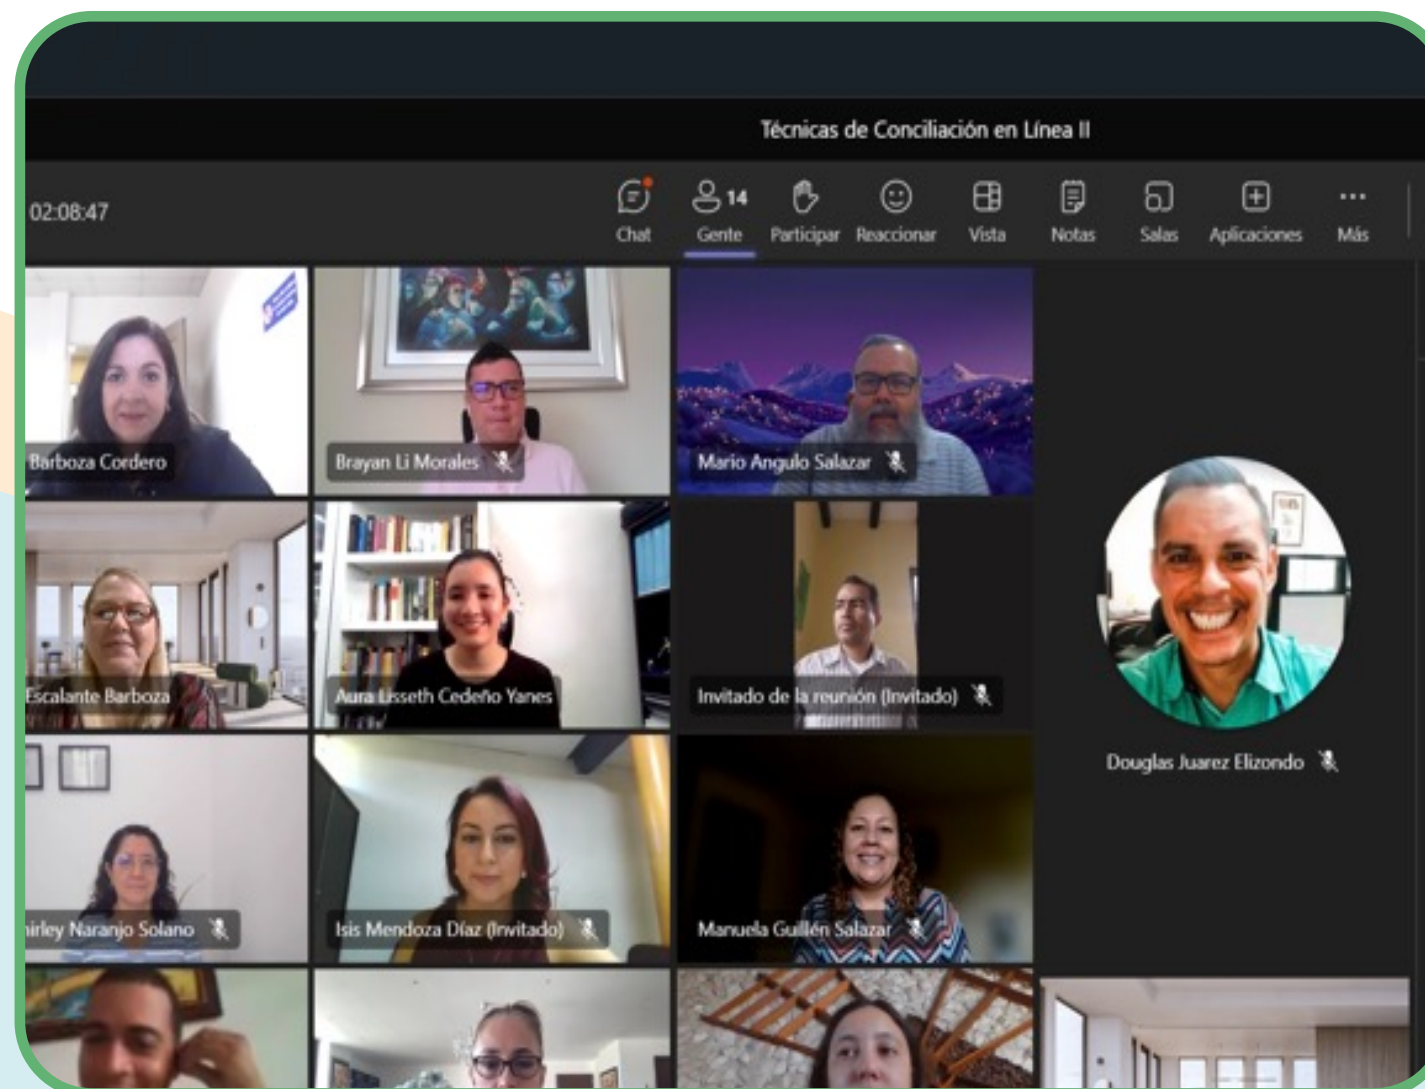 Técnicas de Conciliación en Línea II
02:08:47
Chat
14
Gente
Participar
Reaccionar
Vista
Notas
Salas
Aplicaciones
Más
Barboza Cordero
Brayan Li Morales
Mario Angulo Salazar
Escalante Barboza
Aura Lisseth Cedeño Yanes
Invitado de la reunión (Invitado)
Douglas Juarez Elizondo
irley Naranjo Solano
Isis Mendoza Díaz (Invitado)
Manuela Guillén Salazar